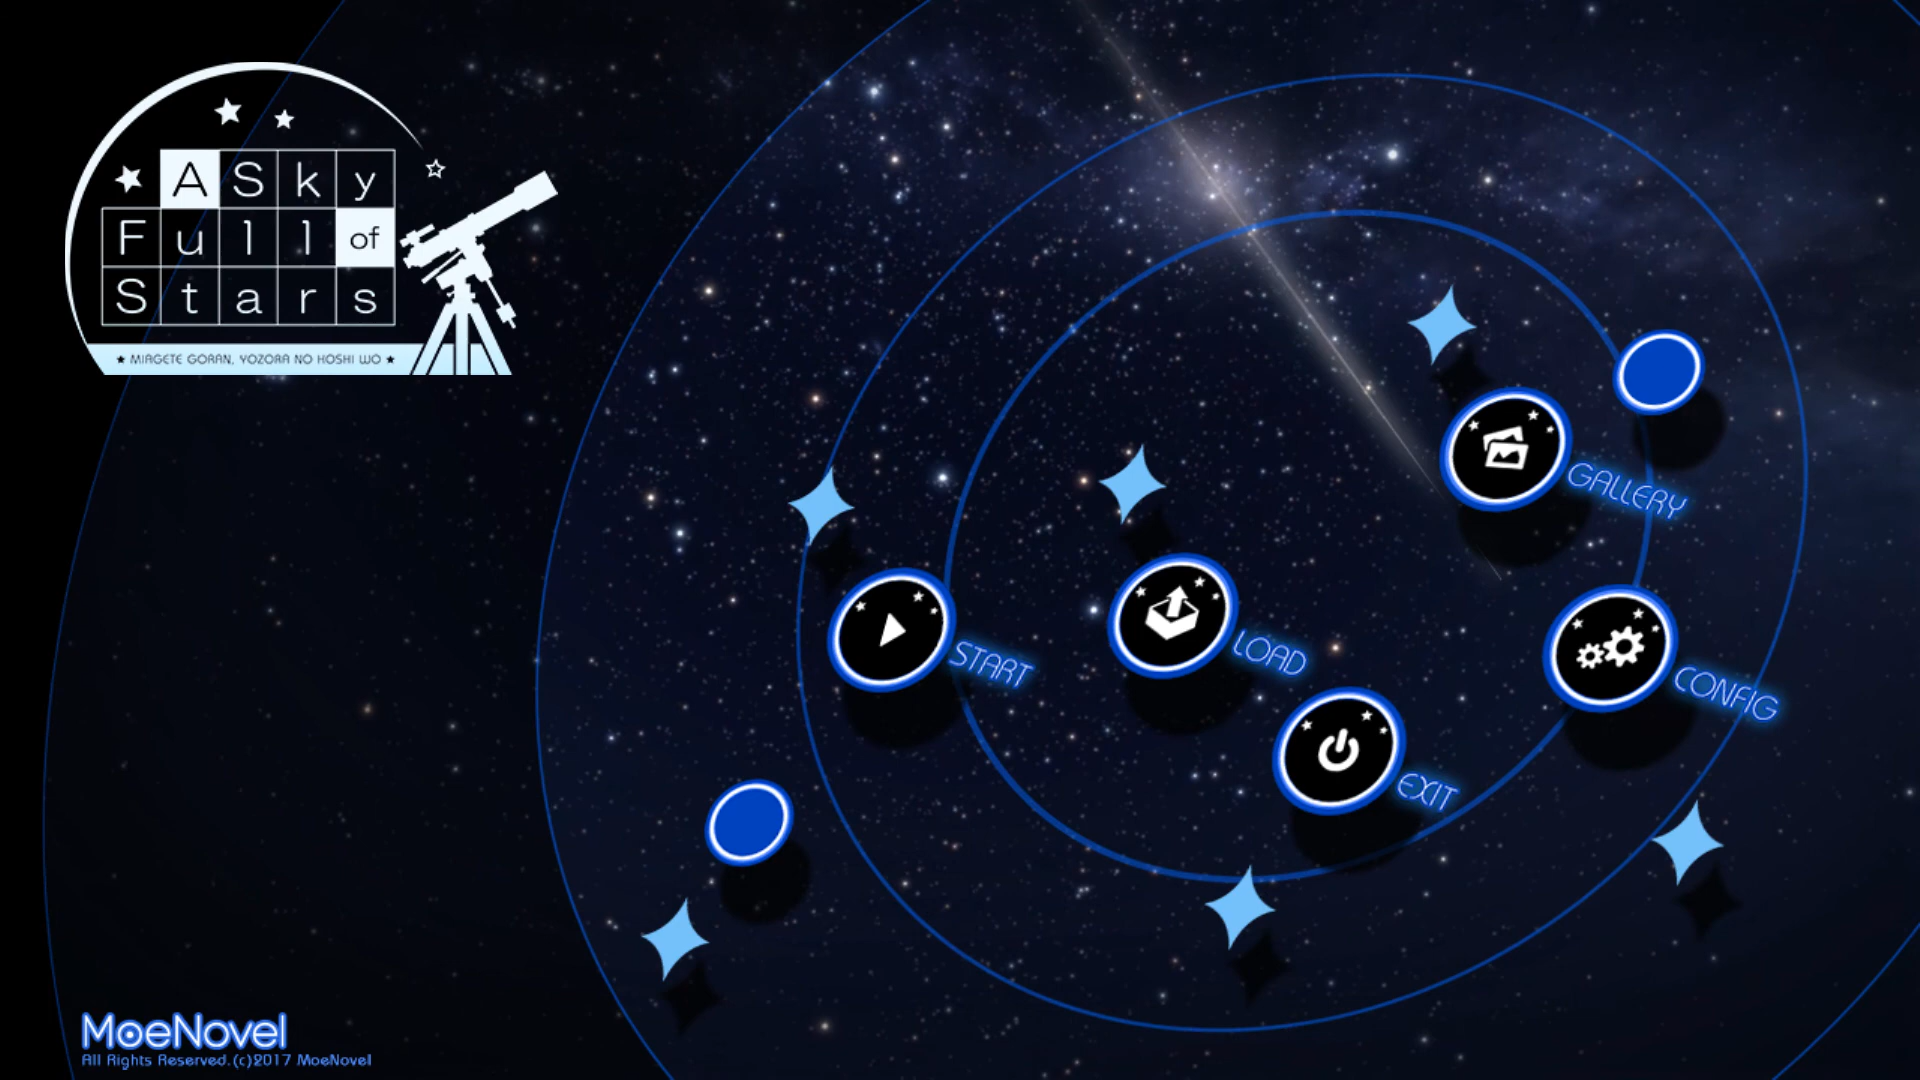 A Sky
Full of
Stars
★ MIAGETE GORAN, YOZORA NO HOSHI WO ★
GALLERY
START
LOAD
CONFIG
EXIT
MoeNovel
All Rights Reserved.(c)2017 MoeNovel